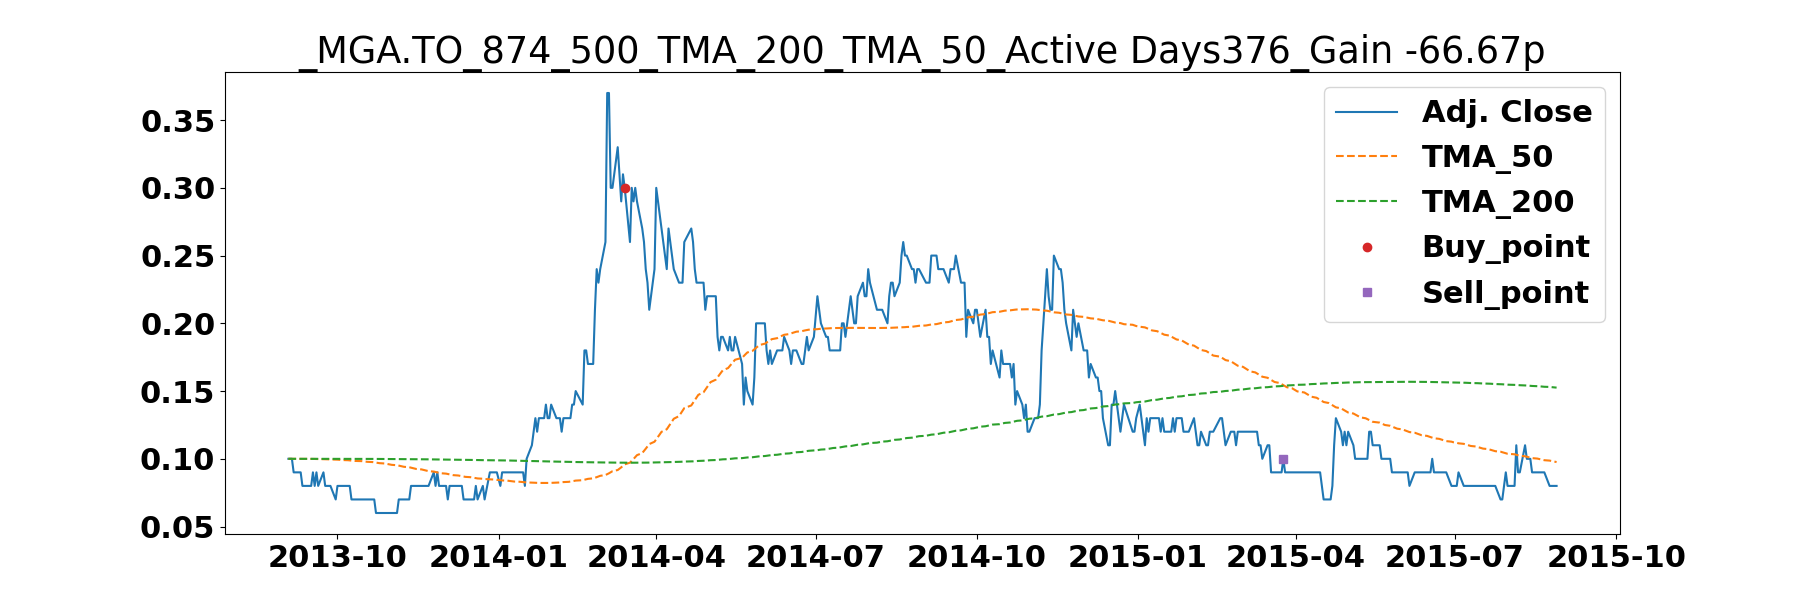 _MGA.TO_874_500_TMA_200_TMA_50_Active Days376_Gain -66.67p
0.35
0.30
0.25
0.20
0.15
0.10
0.05
Adj. Close
TMA_50
TMA_200
Buy_point
Sell_point
2013-10 2014-01 2014-04 2014-07 2014-10 2015-01 2015-04 2015-07 2015-10